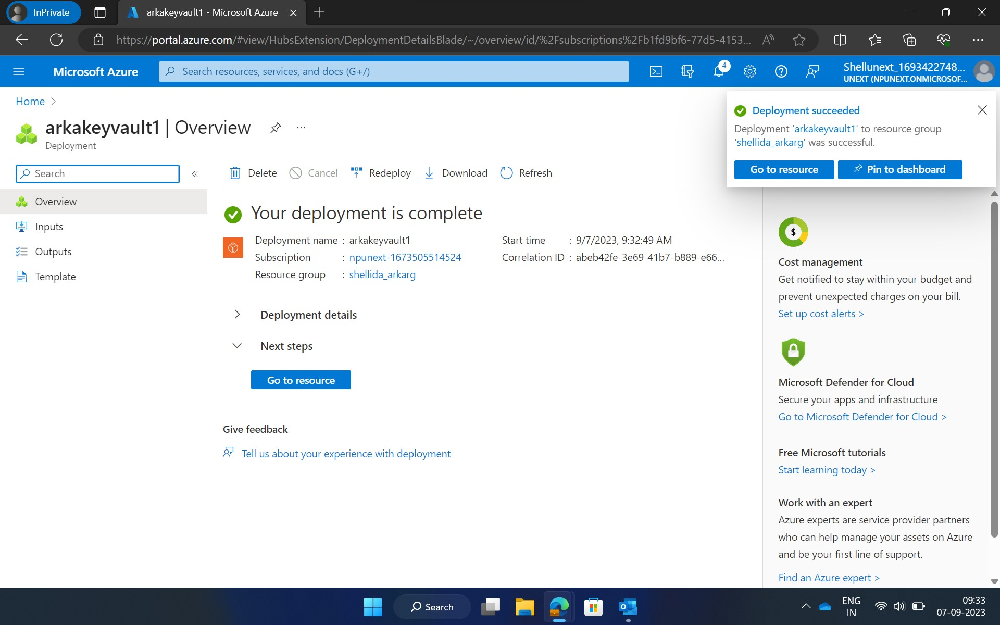 InPrivate
arkakeyvault1 - Microsoft Azure
https://portal.azure.com/#view/HubsExtension/DeploymentDetailsBlade/~/overview/id/%2Fsubscriptions%2Fb1fd9bf6-77d5-4153...
Microsoft Azure
Search resources, services, and docs (G+/)
4
Shellunext_1693422748...
UNEXT (NPUNEXT.ONMICROSOF...
Home
arkakeyvault1 | Overview
Deployment
Deployment succeeded
Deployment 'arkakeyvault1' to resource group
'shellida_arkarg' was successful.
Go to resource
Pin to dashboard
Search
Overview
Inputs
Outputs
Template
Delete
Cancel
Redeploy
Download
Refresh
Your deployment is complete
Deployment name : arkakeyvault1
Subscription : npunext-1673505514524
Resource group : shellida_arkarg
Start time : 9/7/2023, 9:32:49 AM
Correlation ID : abeb42fe-3e69-41b7-b889-e66...
Deployment details
Next steps
Go to resource
Give feedback
Tell us about your experience with deployment
$
Cost management
Get notified to stay within your budget and
prevent unexpected charges on your bill.
Set up cost alerts >
Microsoft Defender for Cloud
Secure your apps and infrastructure
Go to Microsoft Defender for Cloud >
Free Microsoft tutorials
Start learning today >
Work with an expert
Azure experts are service provider partners
who can help manage your assets on Azure
and be your first line of support.
Find an Azure expert >
Search
ENG
IN
09:33
07-09-2023